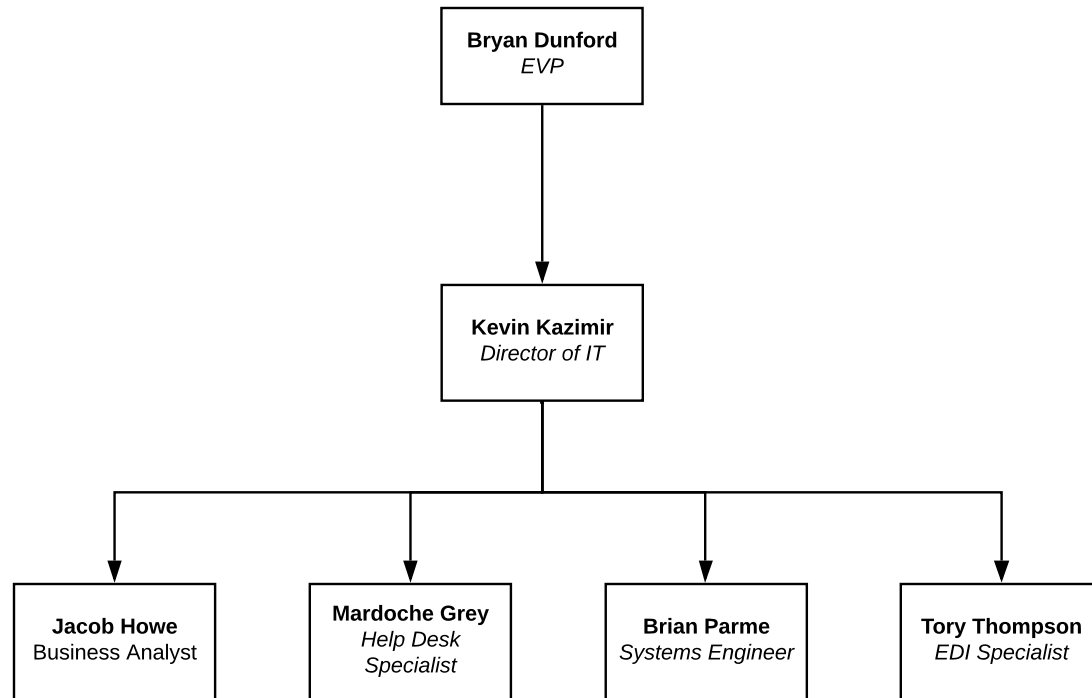 Bryan Dunford
EVP
Kevin Kazimir
Director of IT
Jacob Howe
Business Analyst
Mardoche Grey
Help Desk
Specialist
Brian Parme
Systems Engineer
Tory Thompson
EDI Specialist